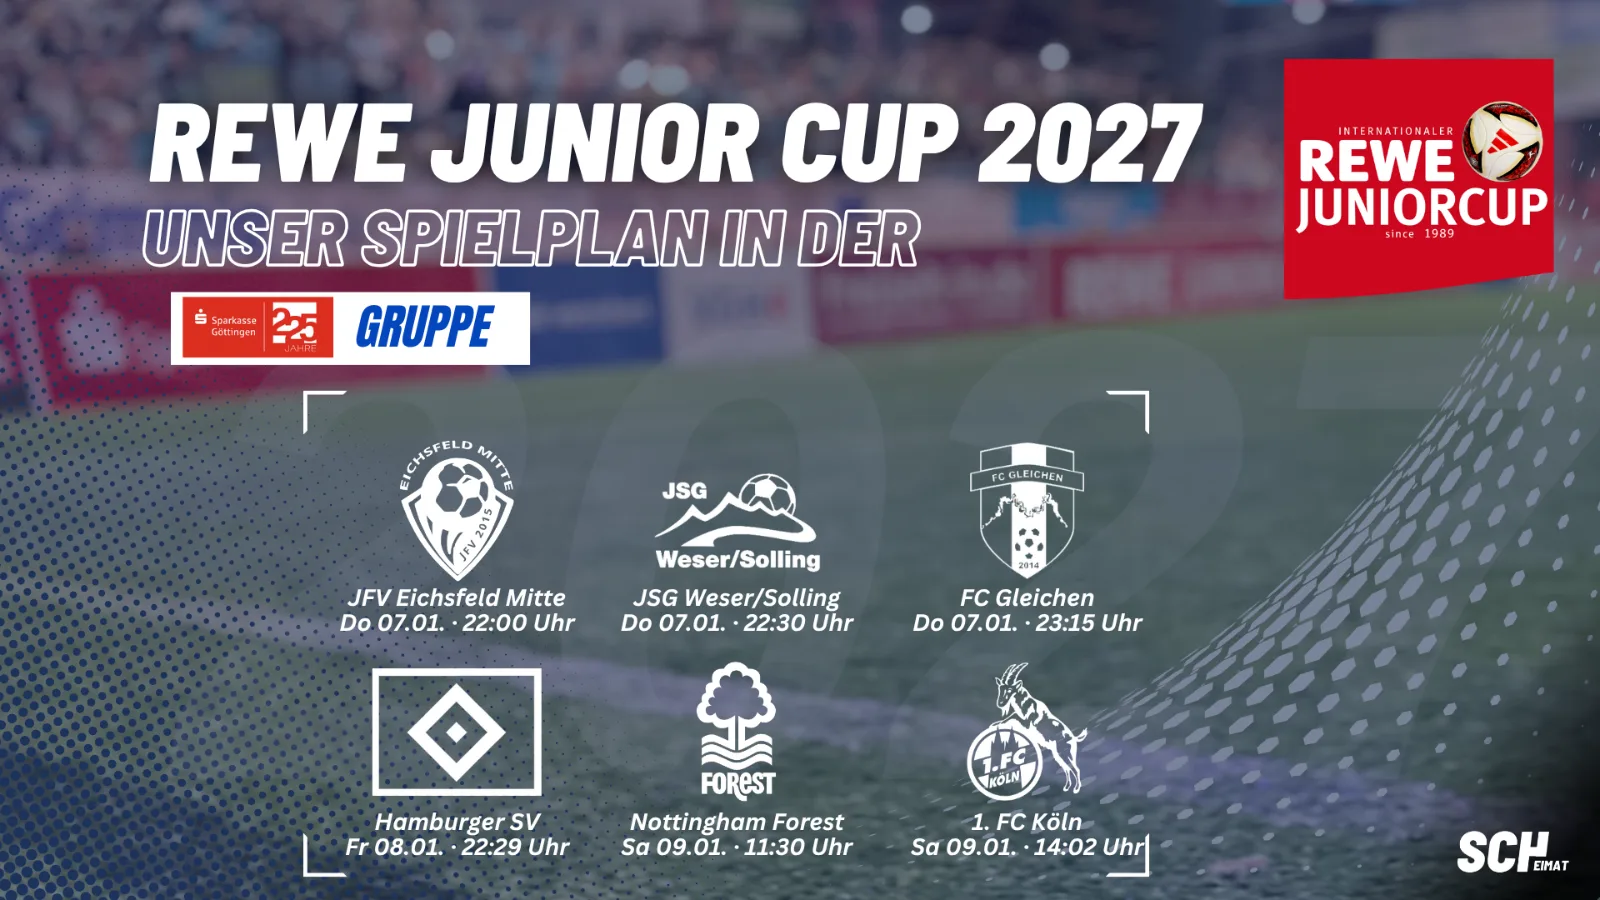 REWE JUNIOR CUP 2027
UNSER SPIELPLAN IN DER
Sparkasse
Göttingen
225
JAHRE
GRUPPE
INTERNATIONALER
REWE
JUNIORCUP
since 1989
EICHSFELD MITTE
JFV 2015
JFV Eichsfeld Mitte
Do 07.01. · 22:00 Uhr
JSG
Weser/Solling
JSG Weser/Solling
Do 07.01. · 22:30 Uhr
FC GLEICHEN
2014
FC Gleichen
Do 07.01. · 23:15 Uhr
Hamburger SV
Fr 08.01. · 22:29 Uhr
FOREST
Nottingham Forest
Sa 09.01. · 11:30 Uhr
1.FC
KÖLN
1. FC Köln
Sa 09.01. · 14:02 Uhr
SCHEIMAT
2027